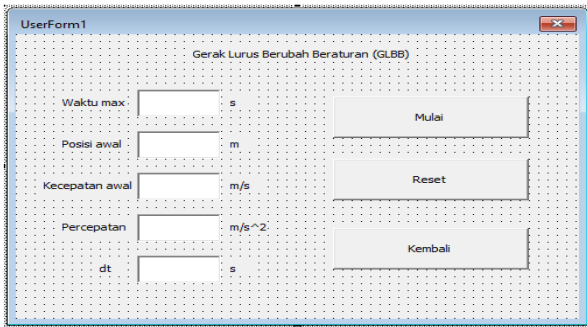 UserForm1
Gerak Lurus Berubah Beraturan (GLBB)
Waktu max s
Mulai
Posisi awal m
Kecepatan awal m/s
Reset
Percepatan m/s^2
Kembali
dt s